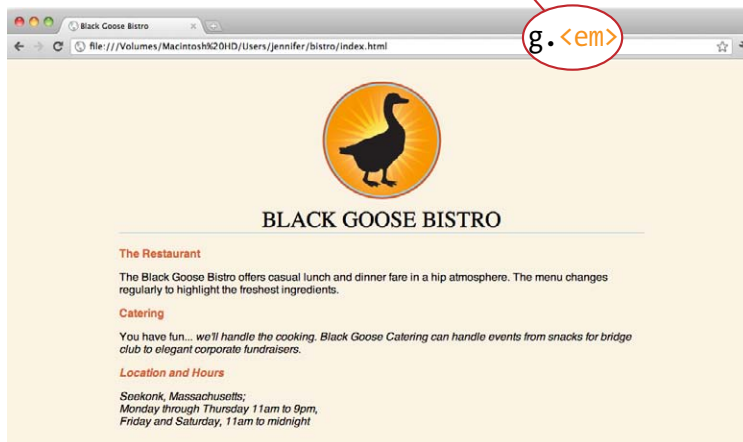 g.<em>
Black Goose Bistro
file:///Volumes/Macintosh%20HD/Users/jennifer/bistro/index.html
BLACK GOOSE BISTRO
The Restaurant
The Black Goose Bistro offers casual lunch and dinner fare in a hip atmosphere. The menu changes
regularly to highlight the freshest ingredients.
Catering
You have fun... we'll handle the cooking. Black Goose Catering can handle events from snacks for bridge
club to elegant corporate fundraisers.
Location and Hours
Seekonk, Massachusetts;
Monday through Thursday 11am to 9pm,
Friday and Saturday, 11am to midnight